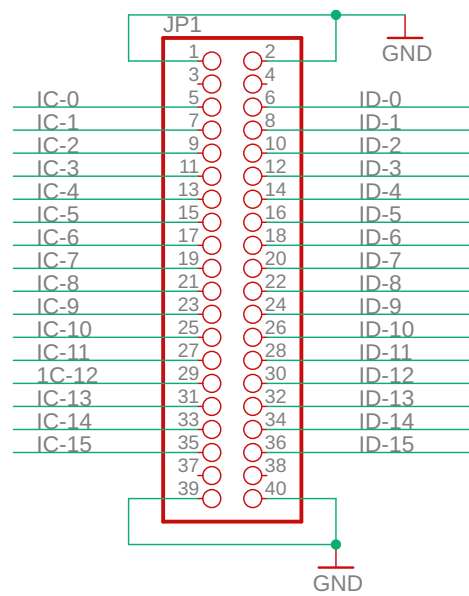 JP1
GND
1 2
3 4
IC-0 5 6 ID-0
IC-1 7 8 ID-1
IC-2 9 10 ID-2
IC-3 11 12 ID-3
IC-4 13 14 ID-4
IC-5 15 16 ID-5
IC-6 17 18 ID-6
IC-7 19 20 ID-7
IC-8 21 22 ID-8
IC-9 23 24 ID-9
IC-10 25 26 ID-10
IC-11 27 28 ID-11
1C-12 29 30 ID-12
IC-13 31 32 ID-13
IC-14 33 34 ID-14
IC-15 35 36 ID-15
37 38
39 40
GND